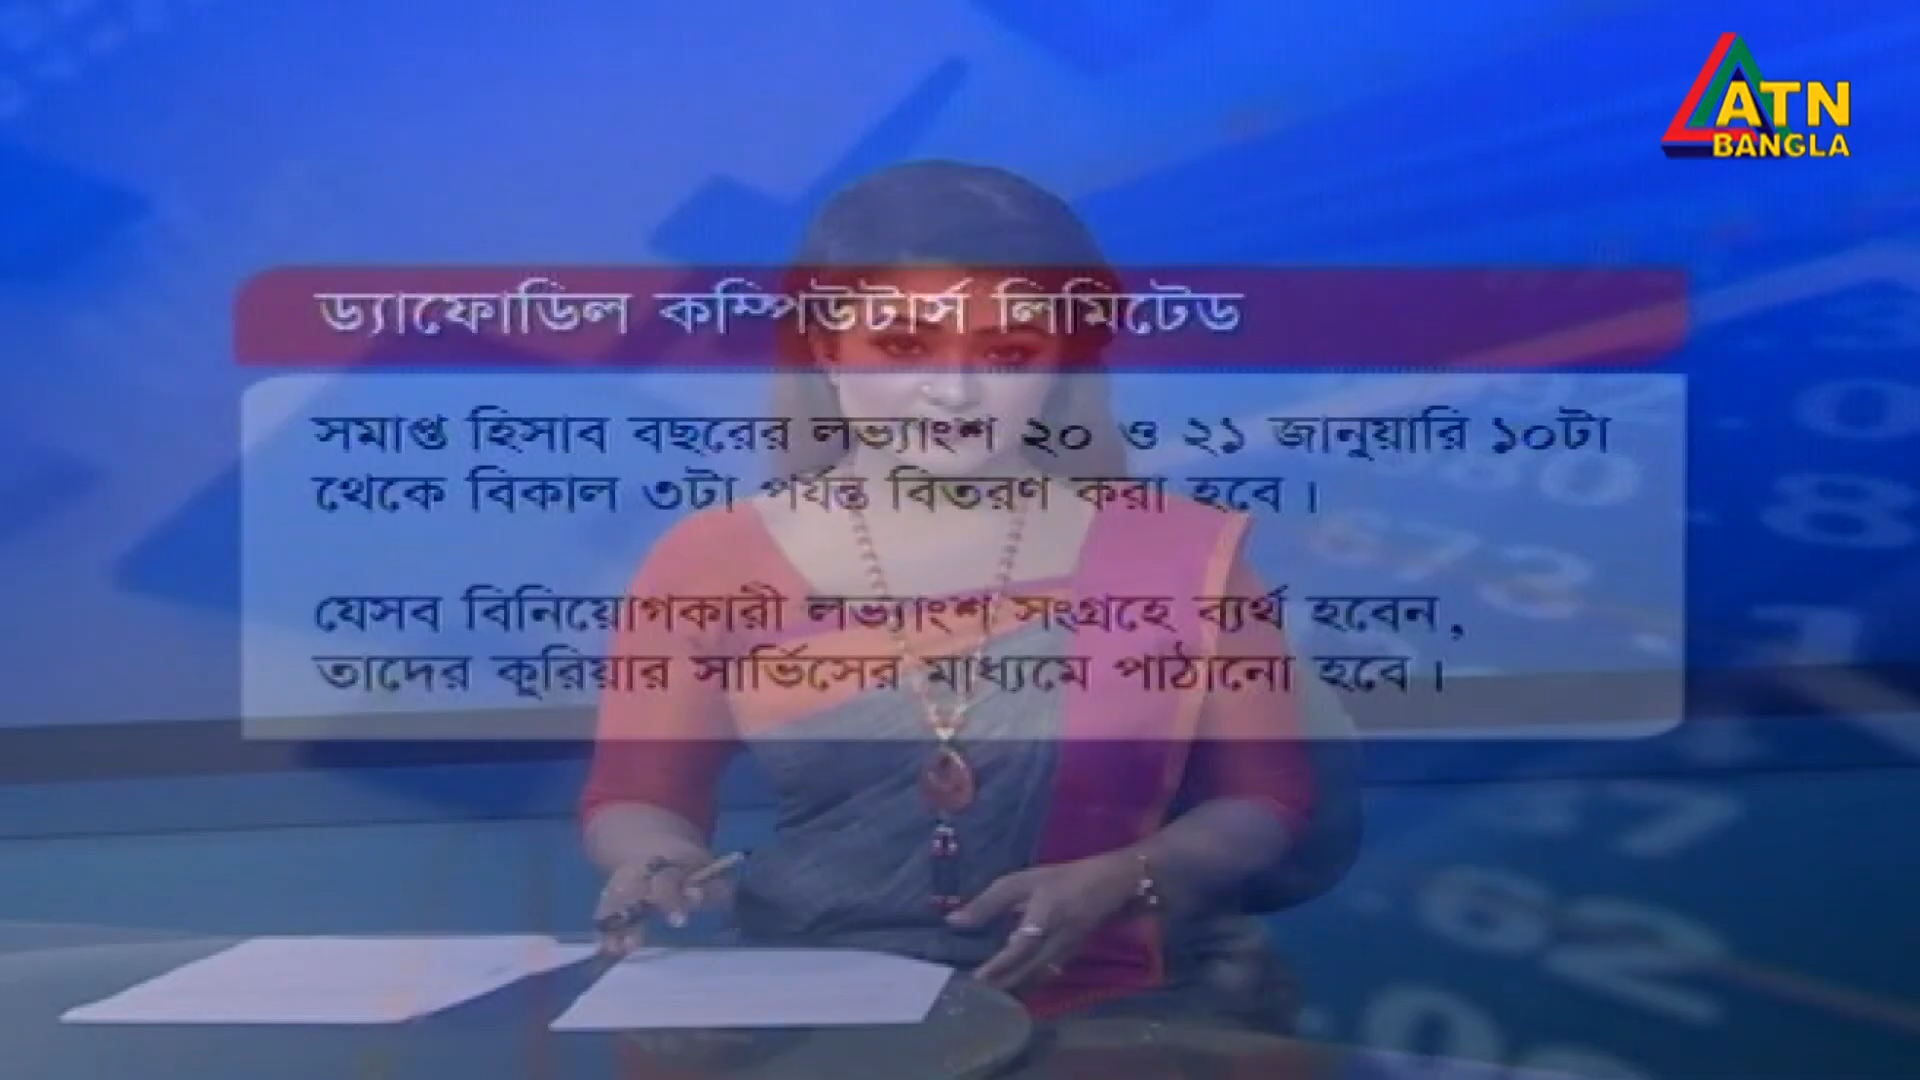 ATN
BANGLA
ড্যাফোডিল কম্পিউটার্স লিমিটেড
সমাপ্ত হিসাব বছরের লভ্যাংশ ২০ ও ২১ জানুয়ারি ১০টা
থেকে বিকাল ৩টা পর্যন্ত বিতরণ করা হবে।
যেসব বিনিয়োগকারী লভ্যাংশ সংগ্রহে ব্যর্থ হবেন,
তাদের কুরিয়ার সার্ভিসের মাধ্যমে পাঠানো হবে।